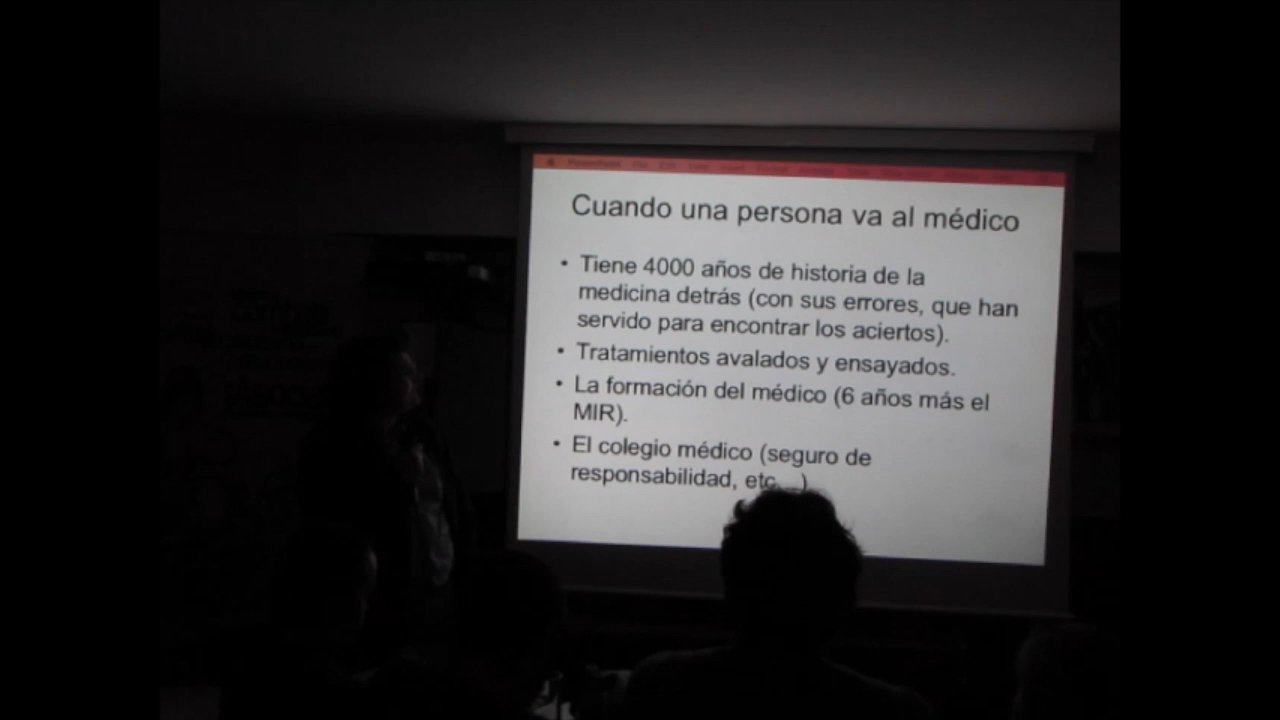 Cuando una persona va al médico
• Tiene 4000 años de historia de la
medicina detrás (con sus errores, que han
servido para encontrar los aciertos).
• Tratamientos avalados y ensayados.
• La formación del médico (6 años más el
MIR).
• El colegio médico (seguro de
responsabilidad, etc...)